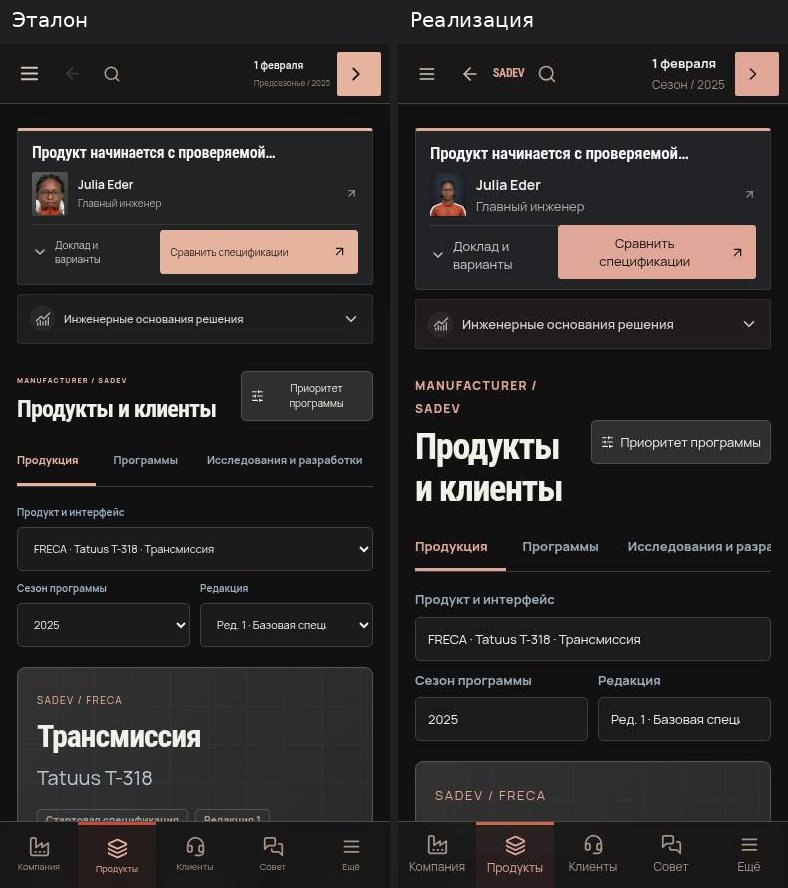 Эталон
1 февраля
Предсезонье / 2025
Продукт начинается с проверяемой…
Julia Eder
Главный инженер
Доклад и
варианты
Сравнить спецификации
Инженерные основания решения
MANUFACTURER / SADEV
Продукты и клиенты
Приоритет
программы
Продукция
Программы
Исследования и разработки
Продукт и интерфейс
FRECA · Tatuus T-318 · Трансмиссия
Сезон программы
Редакция
2025
Ред. 1 · Базовая спец
SADEV / FRECA
Трансмиссия
Tatuus T-318
Стартовая спецификация
Редакция 1
Компания
Продукты
Клиенты
Совет
Ещё
Реализация
SADEV
1 февраля
Сезон / 2025
Продукт начинается с проверяемой…
Julia Eder
Главный инженер
Доклад и
варианты
Сравнить
спецификации
Инженерные основания решения
MANUFACTURER /
SADEV
Продукты
и клиенты
Приоритет программы
Продукция
Программы
Исследования и разра
Продукт и интерфейс
FRECA · Tatuus T-318 · Трансмиссия
Сезон программы
Редакция
2025
Ред. 1 · Базовая спец
SADEV / FRECA
Компания
Продукты
Клиенты
Совет
Ещё